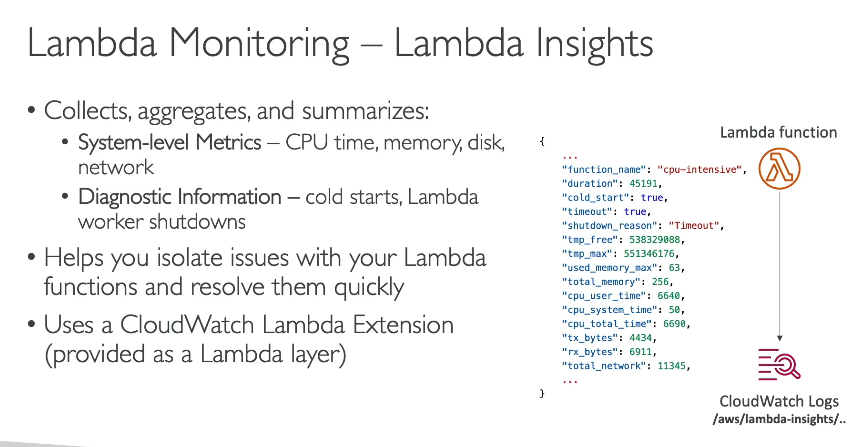 Lambda Monitoring – Lambda Insights
• Collects, aggregates, and summarizes:
• System-level Metrics – CPU time, memory, disk,
network
• Diagnostic Information – cold starts, Lambda
worker shutdowns
• Helps you isolate issues with your Lambda
functions and resolve them quickly
• Uses a CloudWatch Lambda Extension
(provided as a Lambda layer)
{
...
"function_name": "cpu-intensive",
"duration": 45191,
"cold_start": true,
"timeout": true,
"shutdown_reason": "Timeout",
"tmp_free": 538329088,
"tmp_max": 551346176,
"used_memory_max": 63,
"total_memory": 256,
"cpu_user_time": 6640,
"cpu_system_time": 50,
"cpu_total_time": 6690,
"tx_bytes": 4434,
"rx_bytes": 6911,
"total_network": 11345,
...
}
Lambda function
CloudWatch Logs
/aws/lambda-insights/..